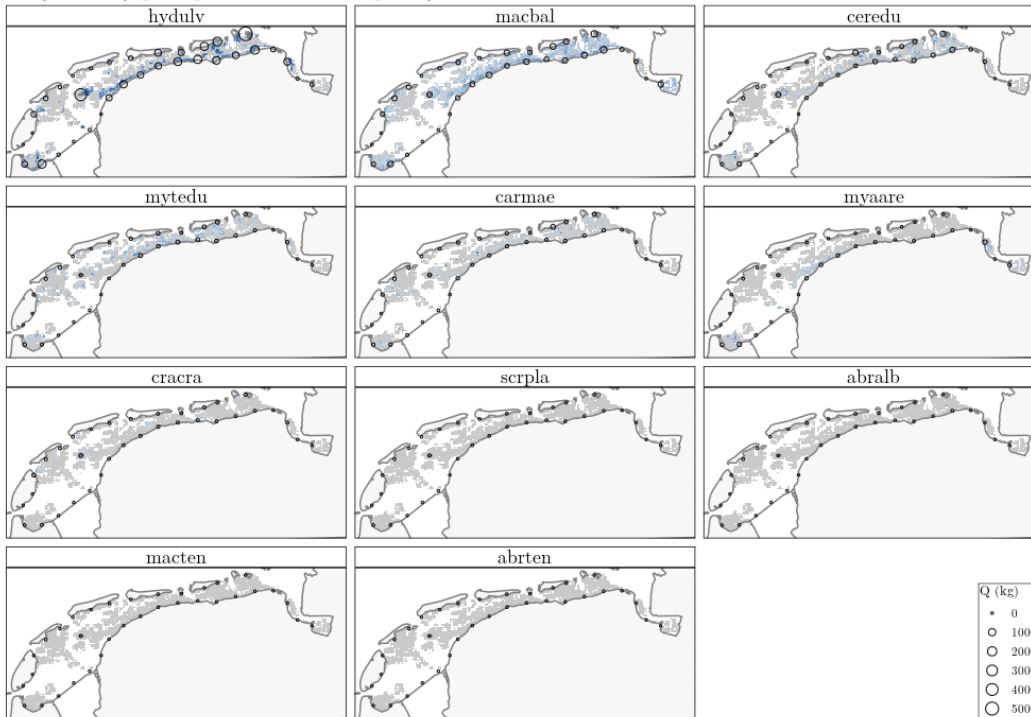 hydulv
macbal
ceredu
mytedu
carmae
myaare
cracra
scrpla
abralb
macten
abrten
Q (kg)
0
100
200
300
400
500